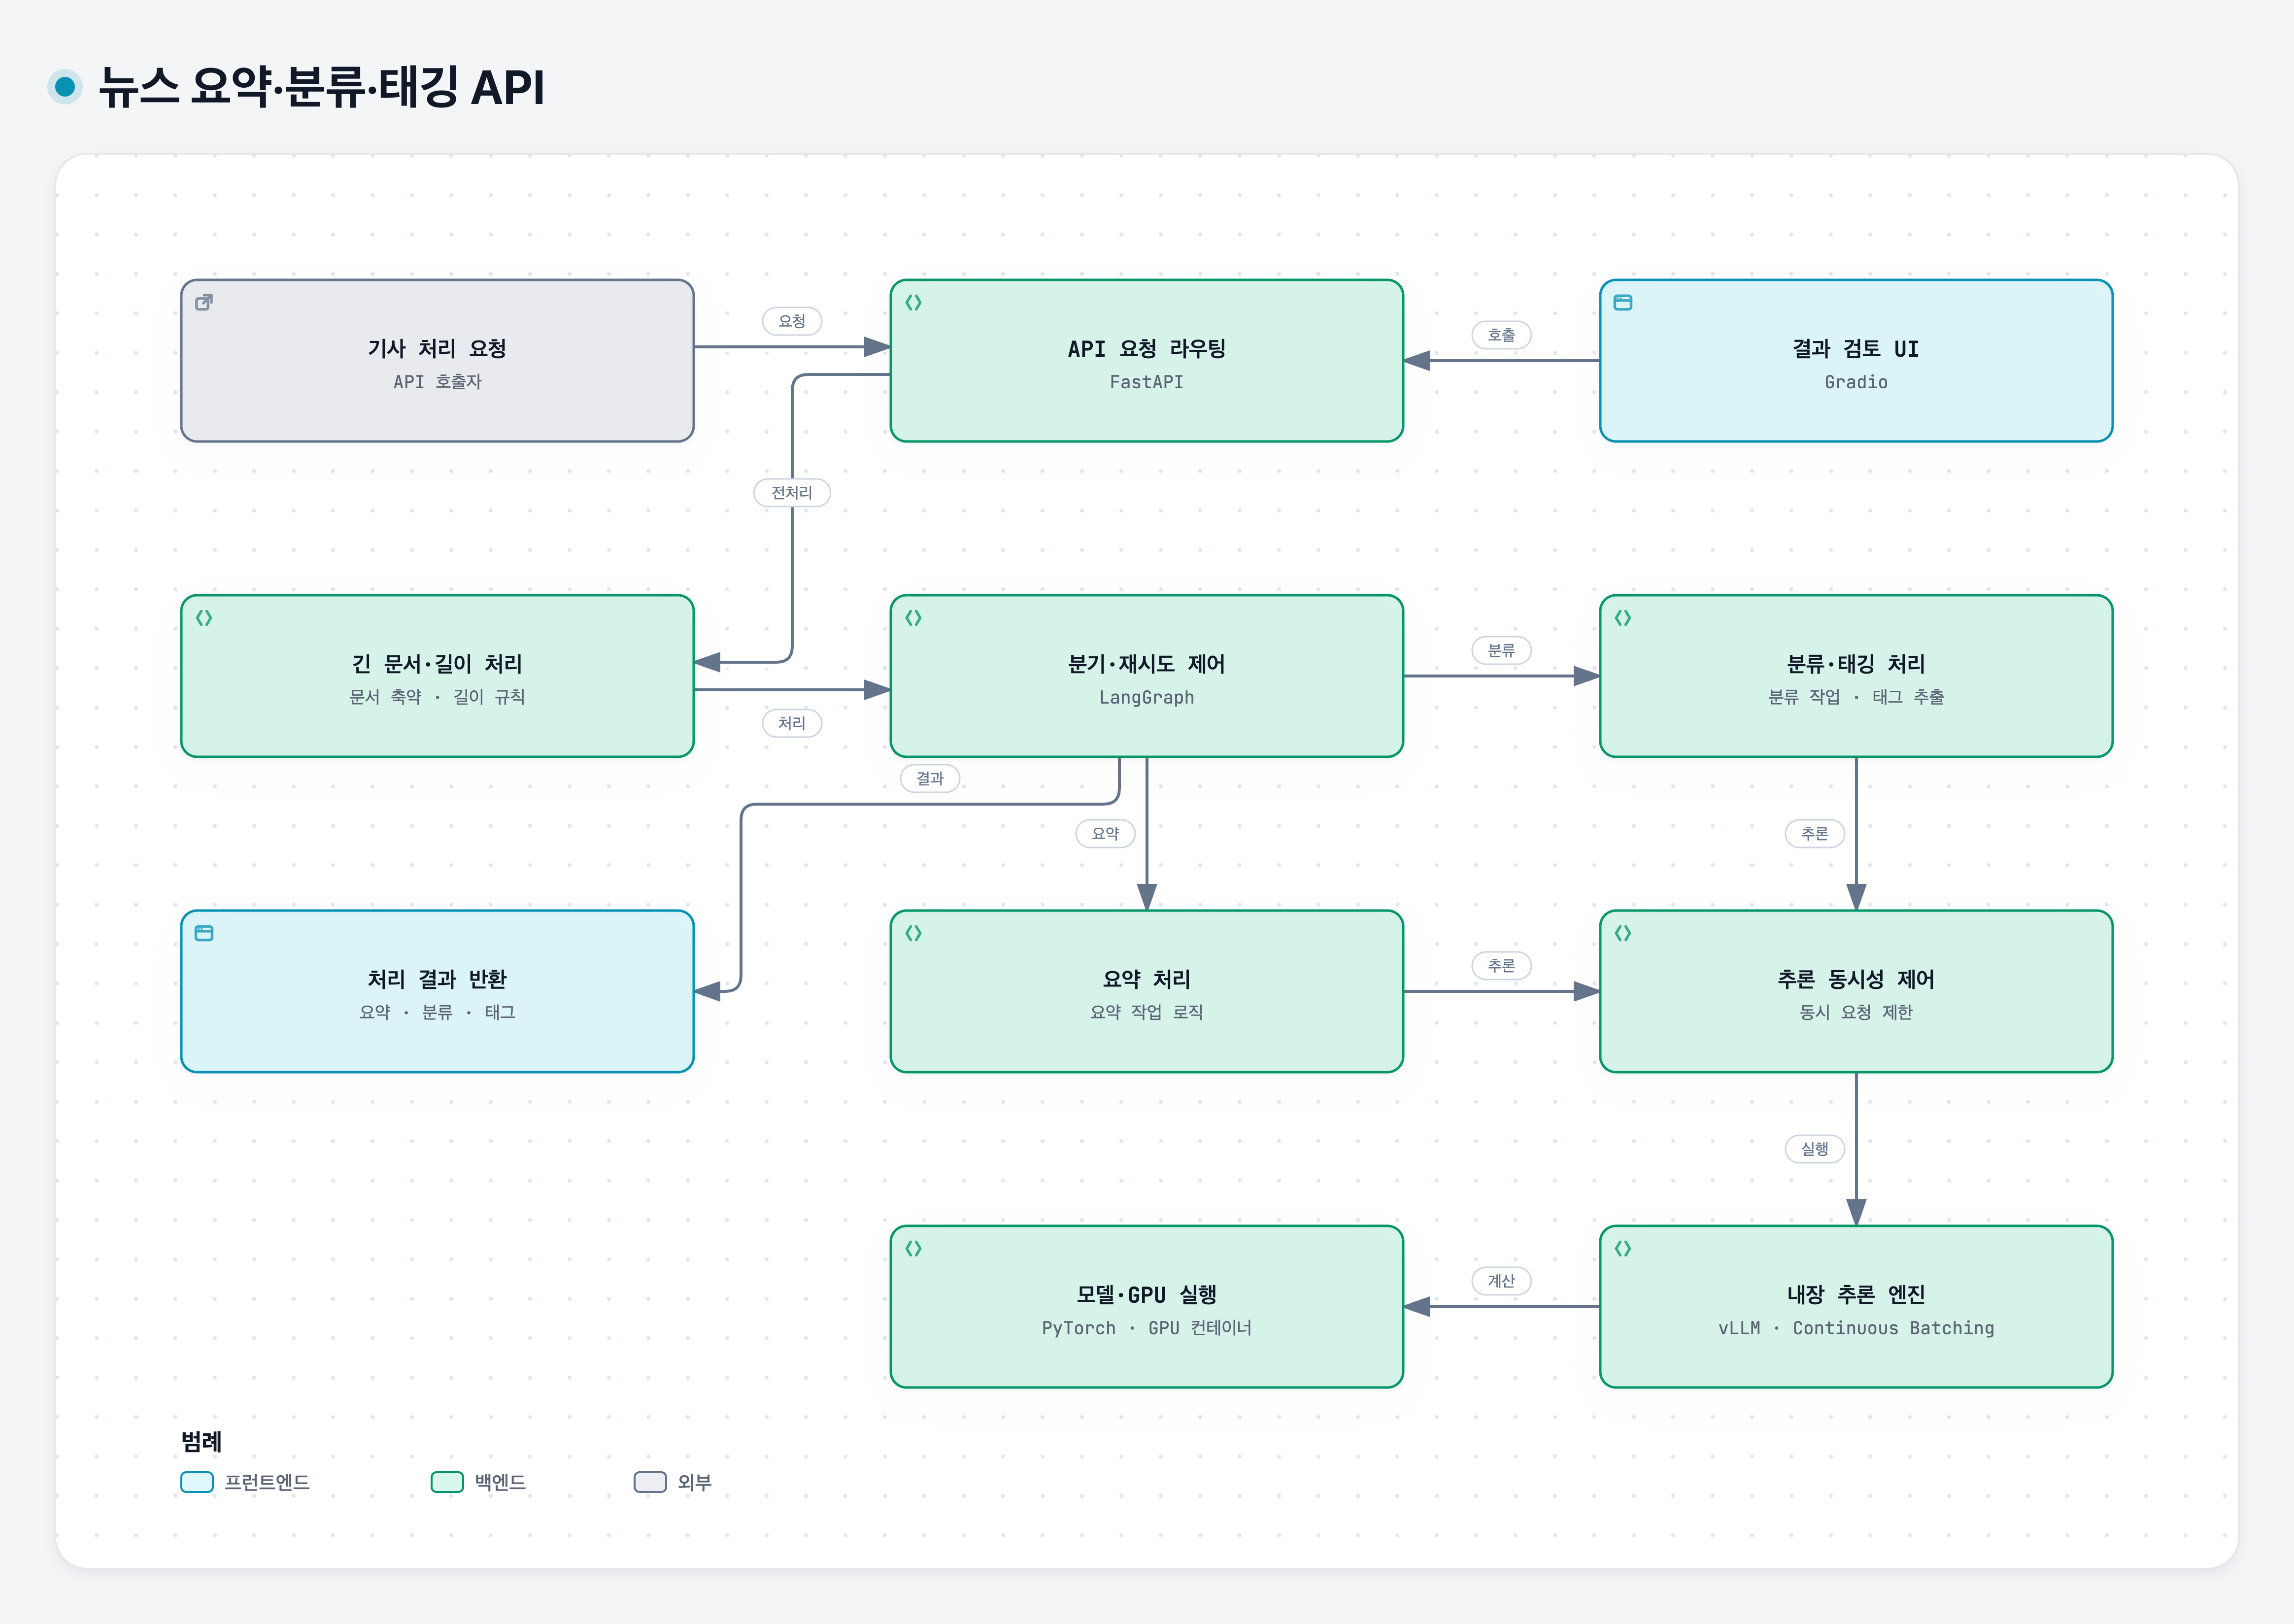 뉴스 요약·분류·태깅 API
기사 처리 요청
API 호출자
요청
API 요청 라우팅
FastAPI
호출
결과 검토 UI
Gradio
전처리
긴 문서·길이 처리
문서 축약 · 길이 규칙
처리
분기·재시도 제어
LangGraph
분류
분류·태깅 처리
분류 작업 · 태그 추출
결과
요약
추론
처리 결과 반환
요약 · 분류 · 태그
요약 처리
요약 작업 로직
추론
추론 동시성 제어
동시 요청 제한
실행
모델·GPU 실행
PyTorch · GPU 컨테이너
계산
내장 추론 엔진
vLLM · Continuous Batching
범례
프런트엔드
백엔드
외부